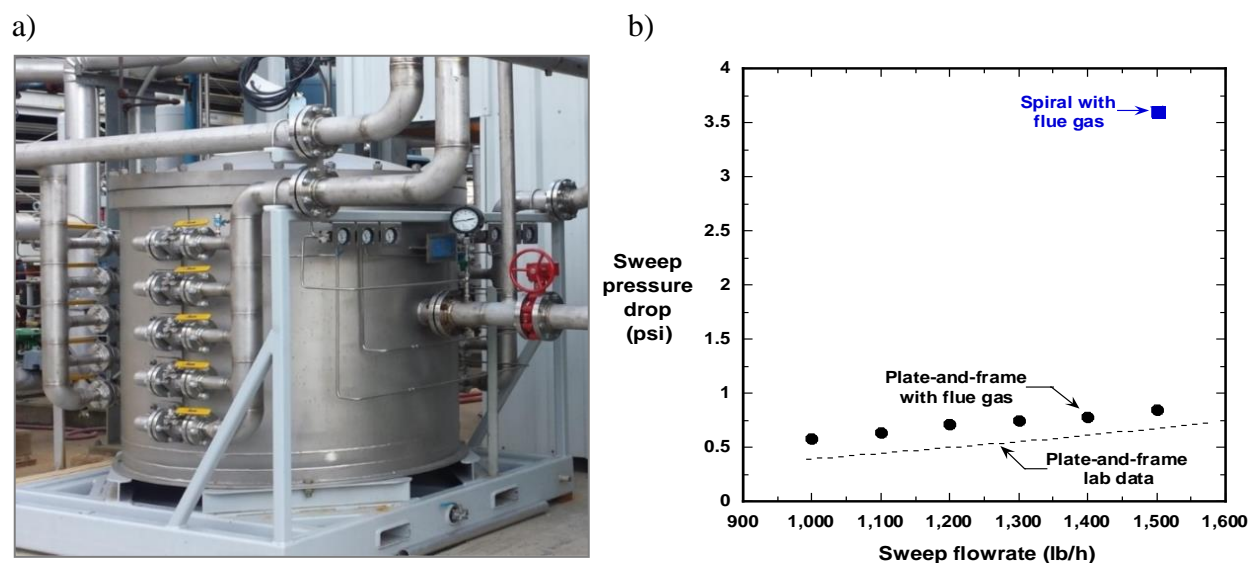 a)
b)
4
3.5
3
2.5
2
1.5
1
0.5
0
Sweep
pressure
drop
(psi)
Spiral with
flue gas
Plate-and-frame
with flue gas
Plate-and-frame
lab data
900
1,000
1,100
1,200
1,300
1,400
1,500
1,600
Sweep flowrate (lb/h)